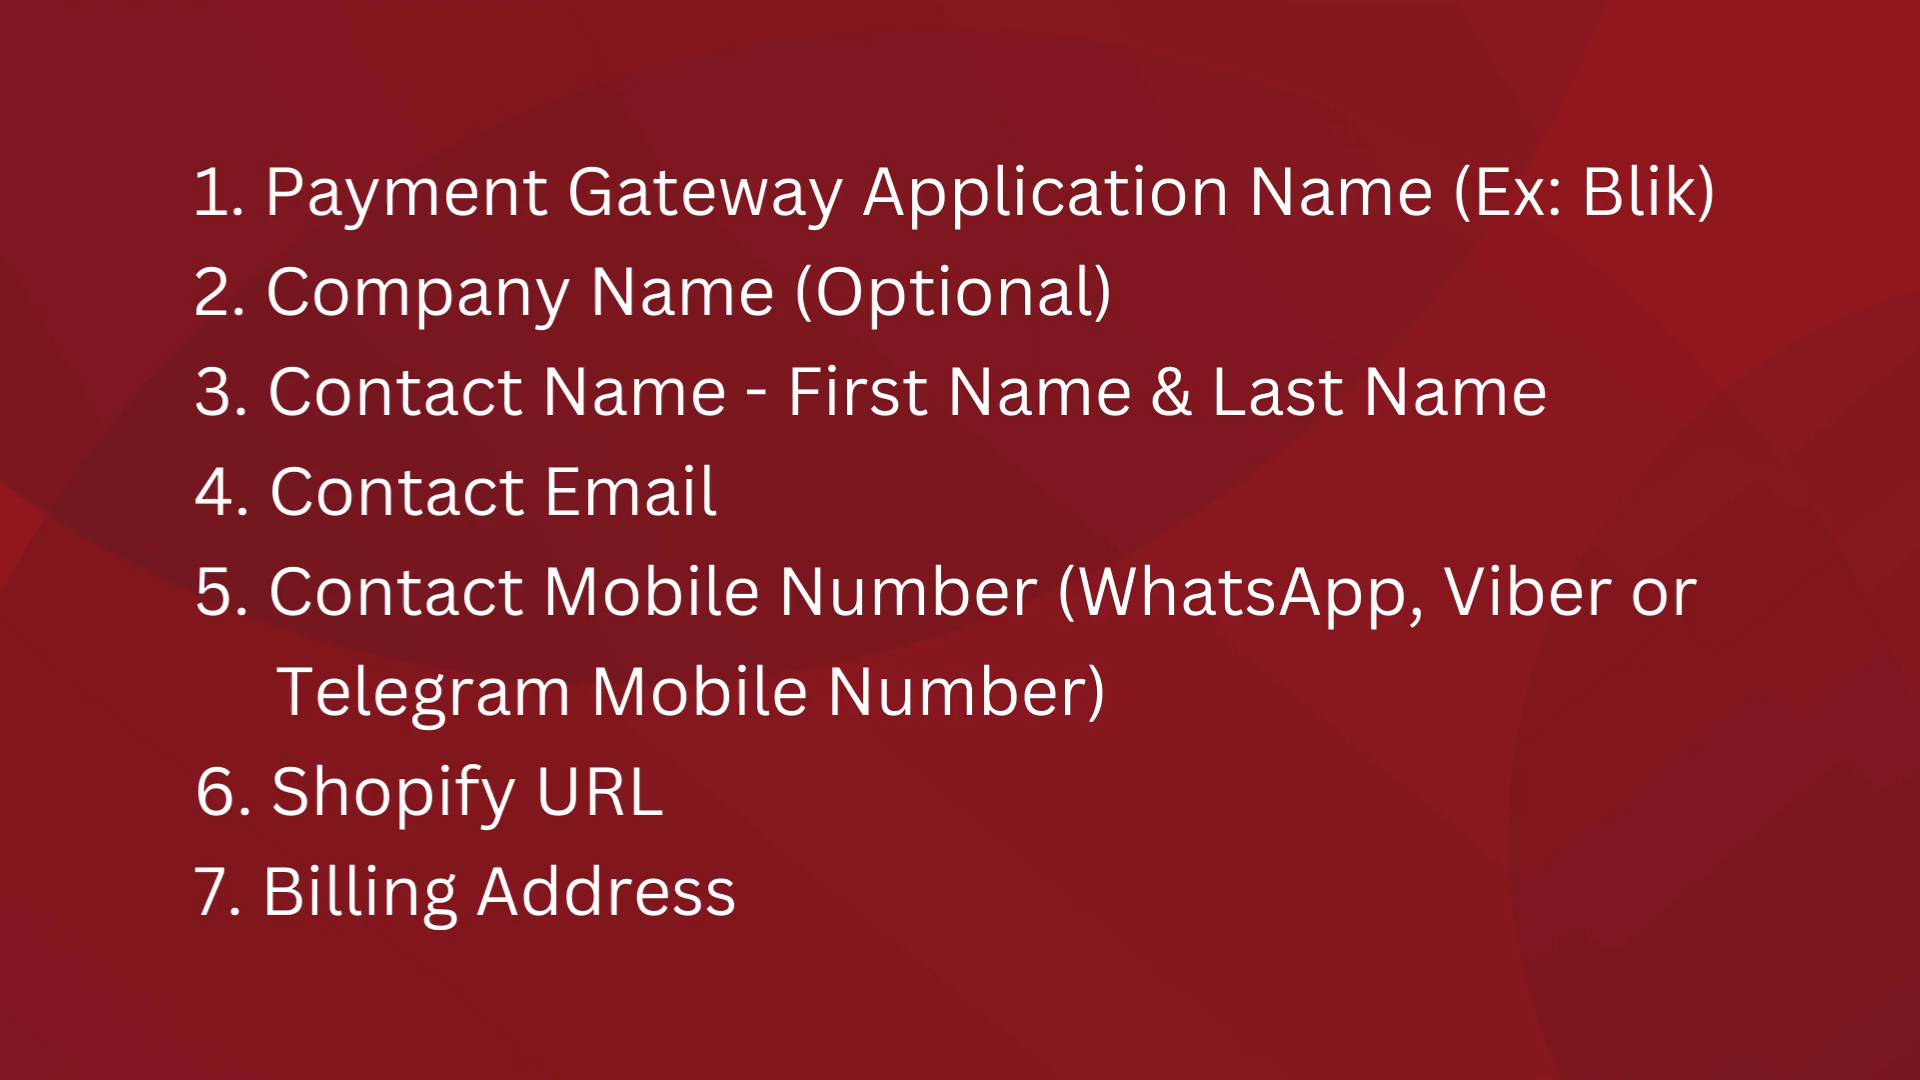 1. Payment Gateway Application Name (Ex: Blik)
2. Company Name (Optional)
3. Contact Name - First Name & Last Name
4. Contact Email
5. Contact Mobile Number (WhatsApp, Viber or
Telegram Mobile Number)
6. Shopify URL
7. Billing Address